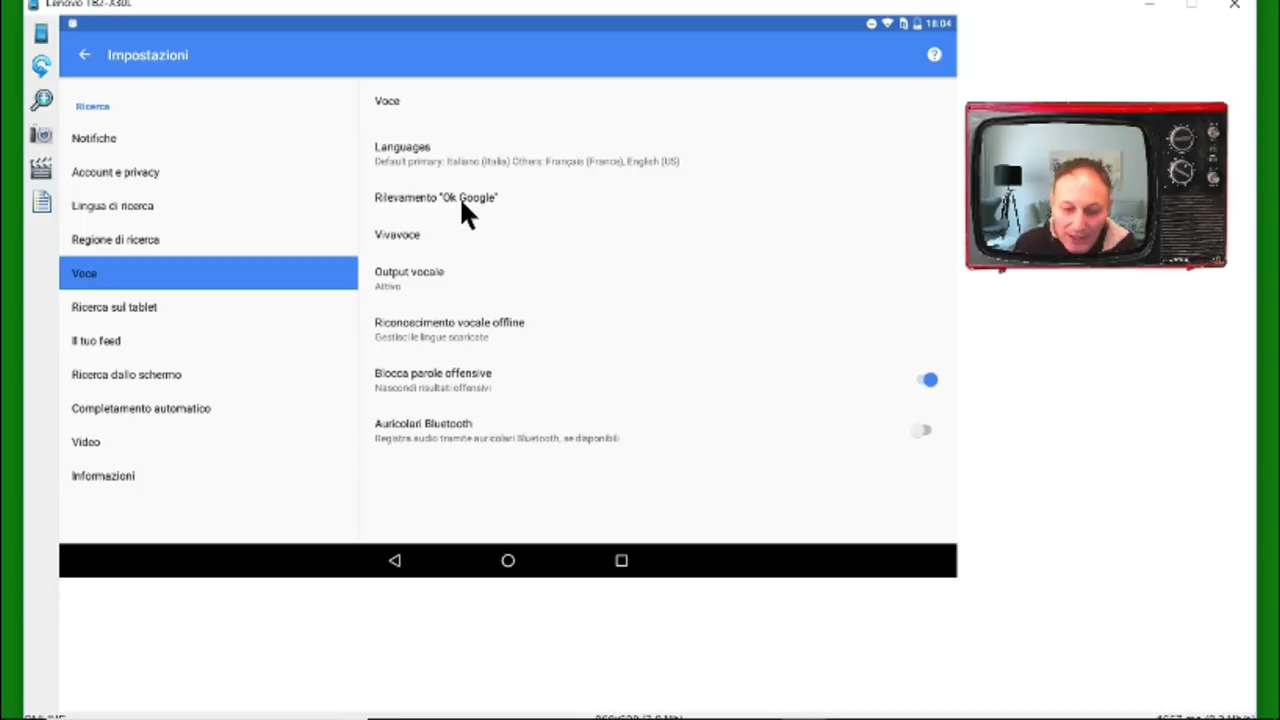 Lenovo TB2-X30L
18:04
Impostazioni
Ricerca
Notifiche
Account e privacy
Lingua di ricerca
Regione di ricerca
Voce
Ricerca sul tablet
Il tuo feed
Ricerca dallo schermo
Completamento automatico
Video
Informazioni
Voce
Languages
Default primary: Italiano (Italia) Others: Français (France), English (US)
Rilevamento "Ok Google"
Vivavoce
Output vocale
Attivo
Riconoscimento vocale offline
Gestisci le lingue scaricate
Blocca parole offensive
Nascondi risultati offensivi
Auricolari Bluetooth
Registra audio tramite auricolari Bluetooth, se disponibili